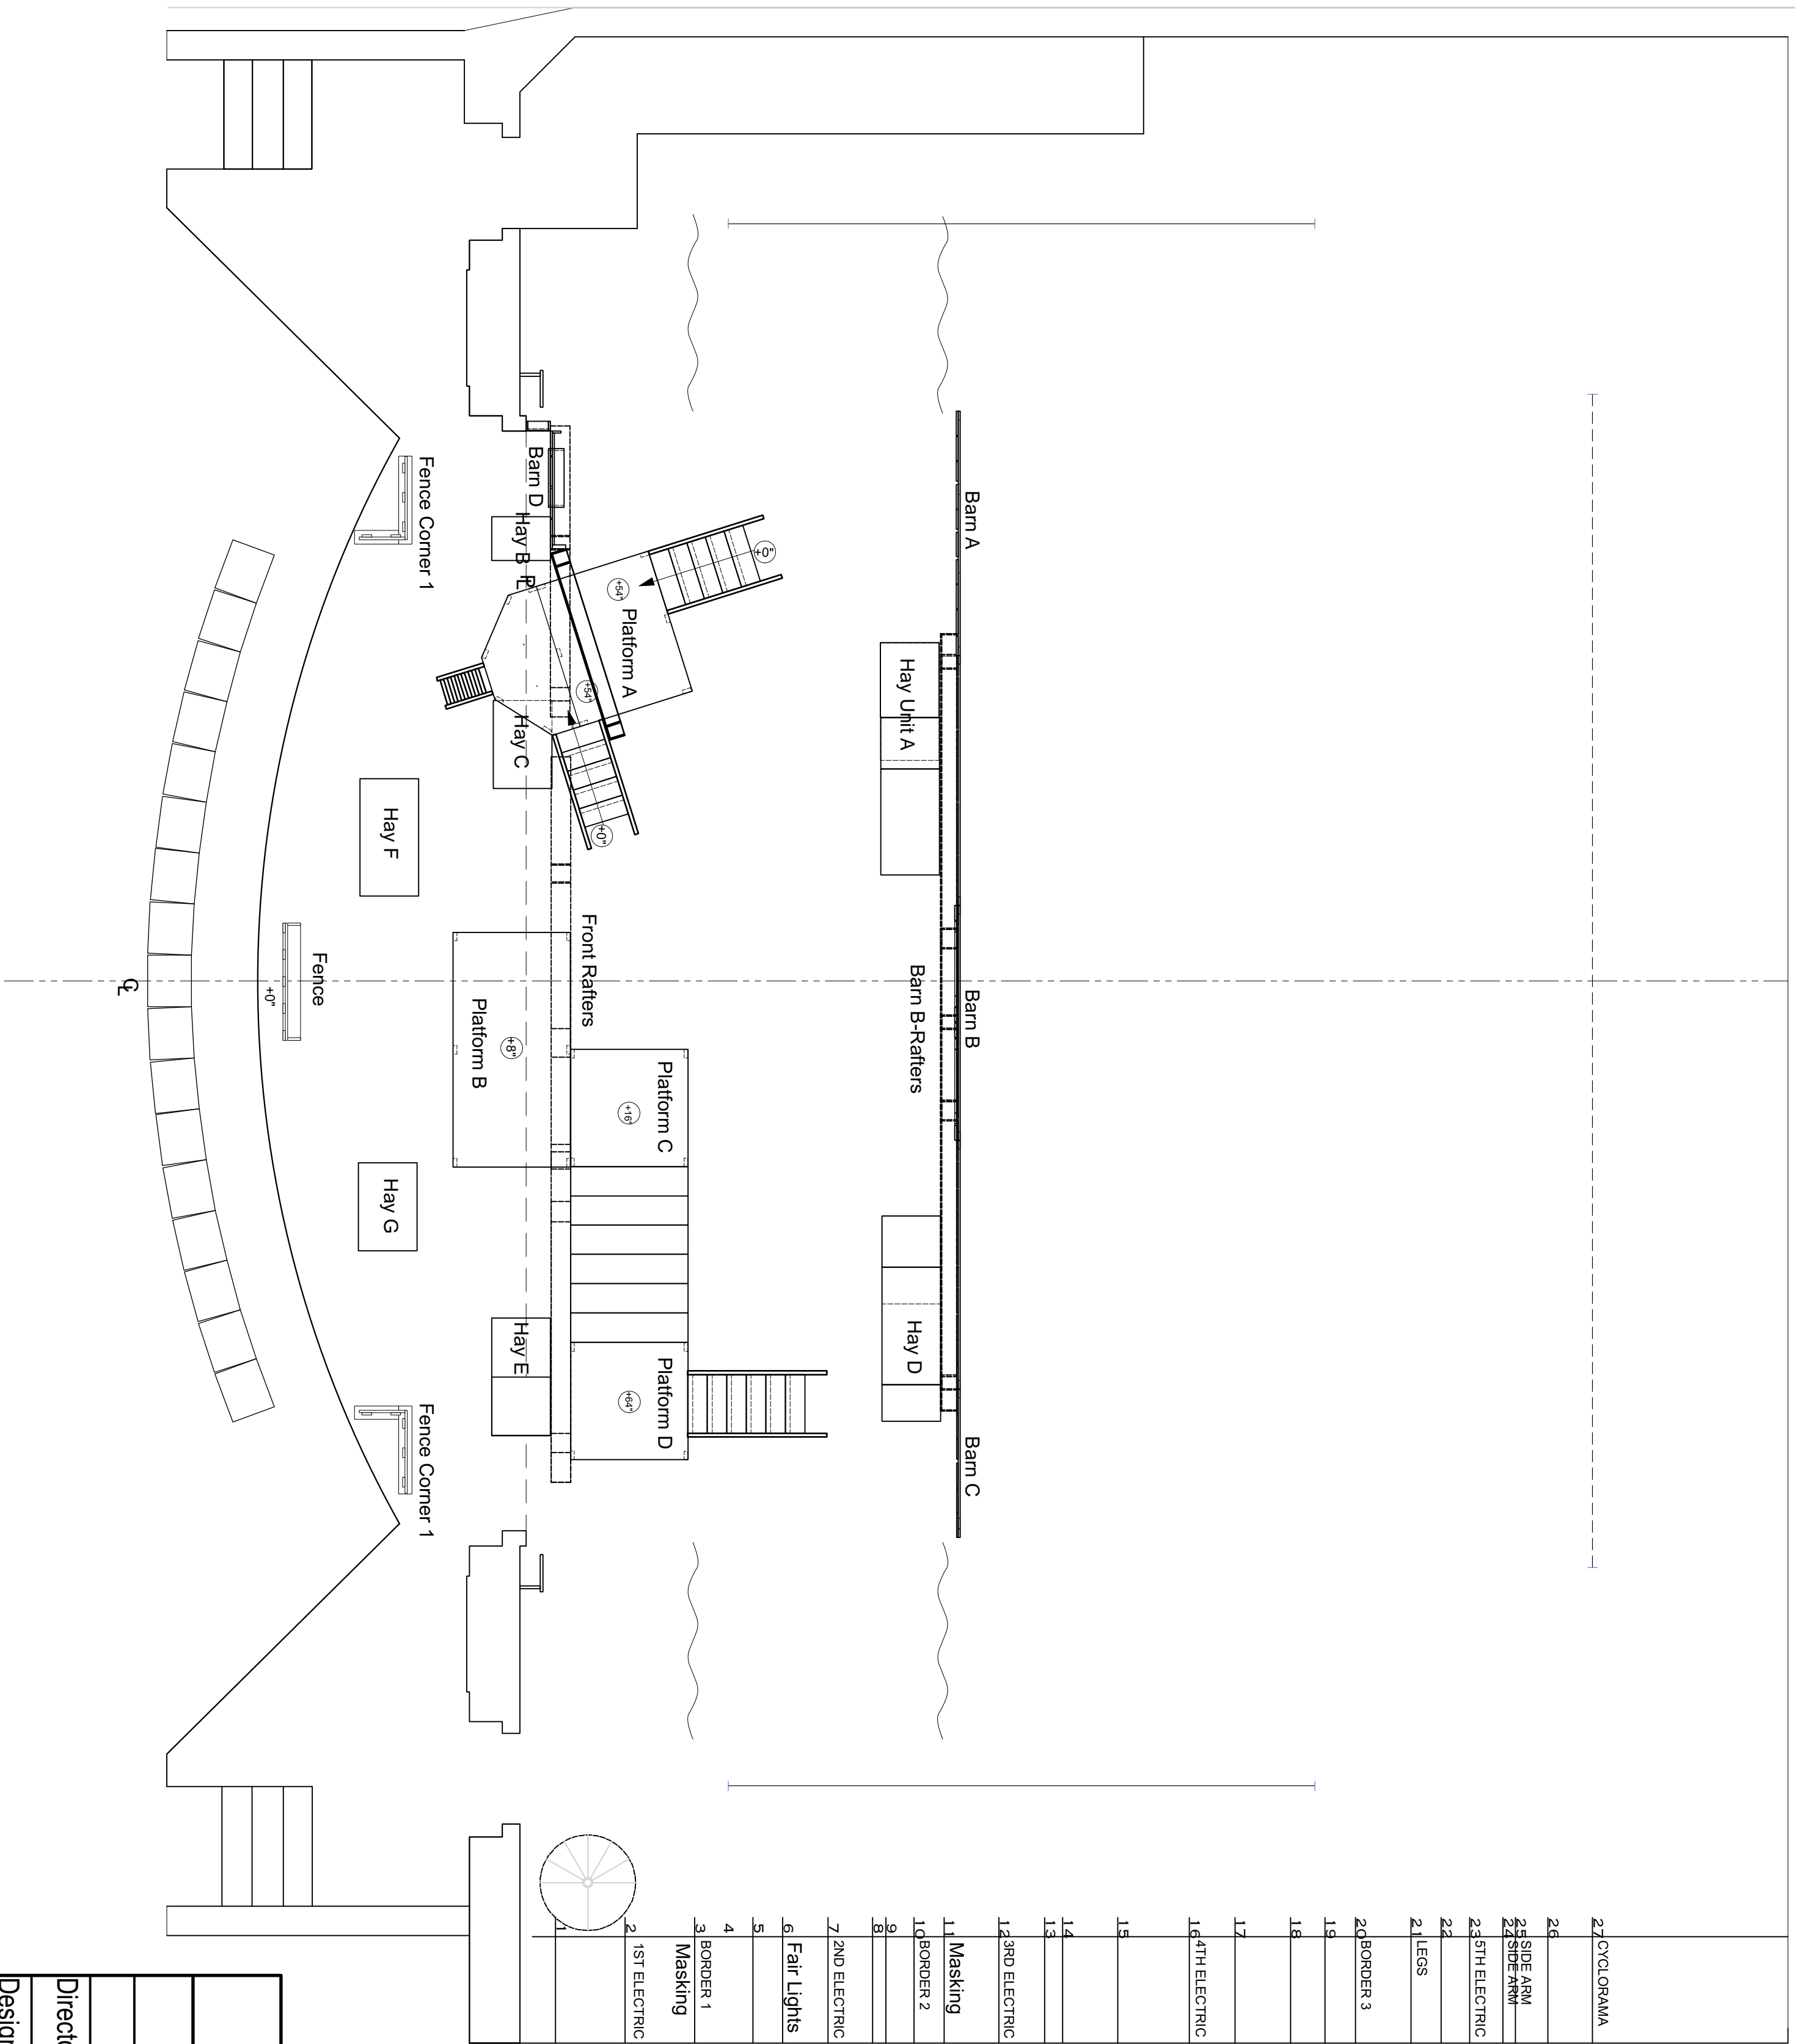 27 CYCLORAMA
26
25 SIDE ARM
24 SIDE ARM
23 5TH ELECTRIC
22
21 LEGS
20 BORDER 3
19
18
17
16 4TH ELECTRIC
15
14
13
12 3RD ELECTRIC
11 Masking
10 BORDER 2
9
8
7 2ND ELECTRIC
6 Fair Lights
5
4
3 BORDER 1
Masking
2 1ST ELECTRIC
1
Barn A
Barn B
Barn C
Barn B-Rafters
Hay Unit A
Hay D
+0"
+54"
Platform A
+54"
+0"
Platform C
+16"
Platform D
+64"
Front Rafters
Barn D
Hay B
PL
Hay C
+8"
Platform B
Hay E
Fence Corner 1
Fence Corner 1
Hay F
Hay G
Fence
+0"
CL
Directo
Design